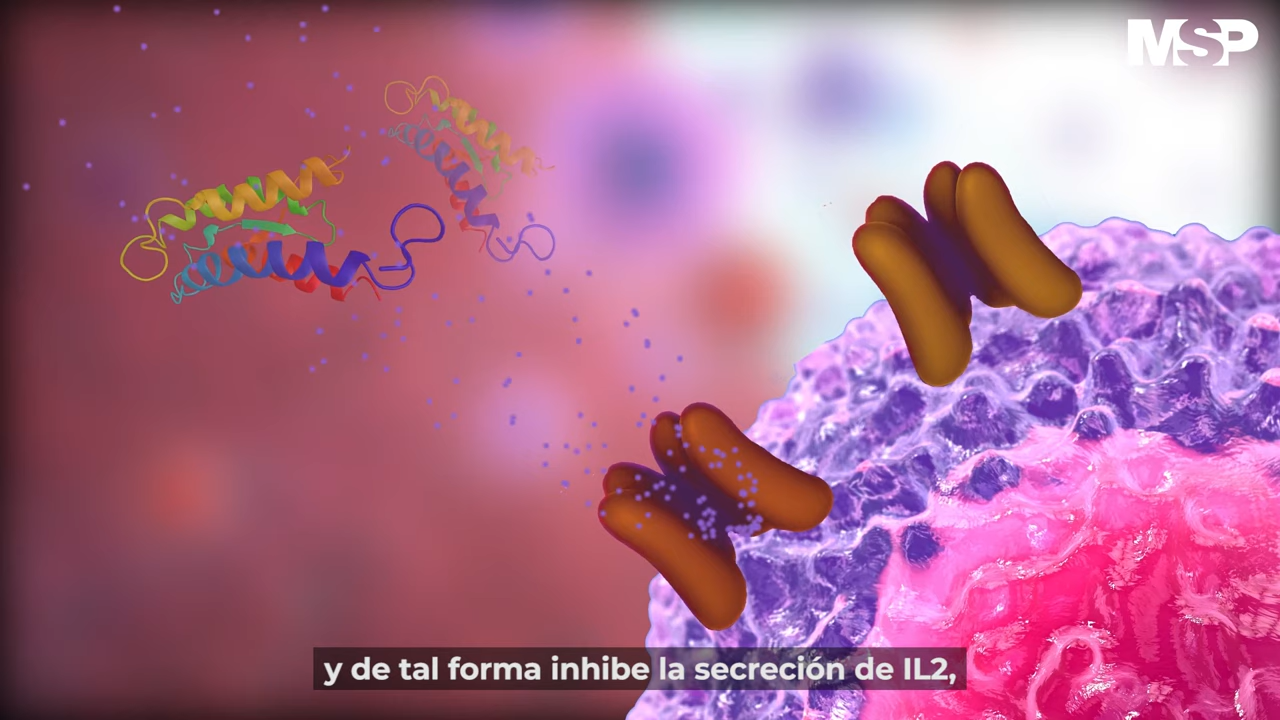 MSP
y de tal forma inhibe la secreción de IL2,